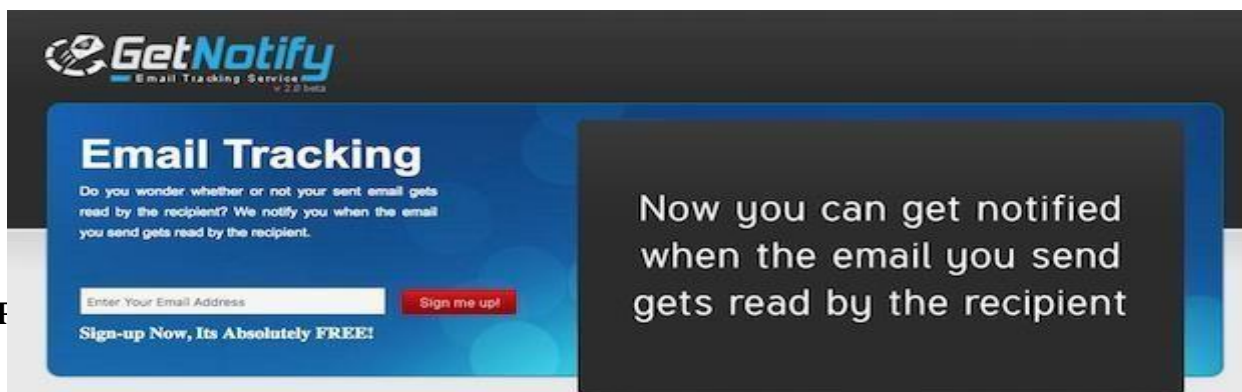 GetNotify
Email Tracking Service
v 2.0 beta
Email Tracking
Do you wonder whether or not your sent email gets
read by the recipient? We notify you when the email
you send gets read by the recipient.
Enter Your Email Address
Sign me up!
Sign-up Now, Its Absolutely FREE!
Now you can get notified
when the email you send
gets read by the recipient